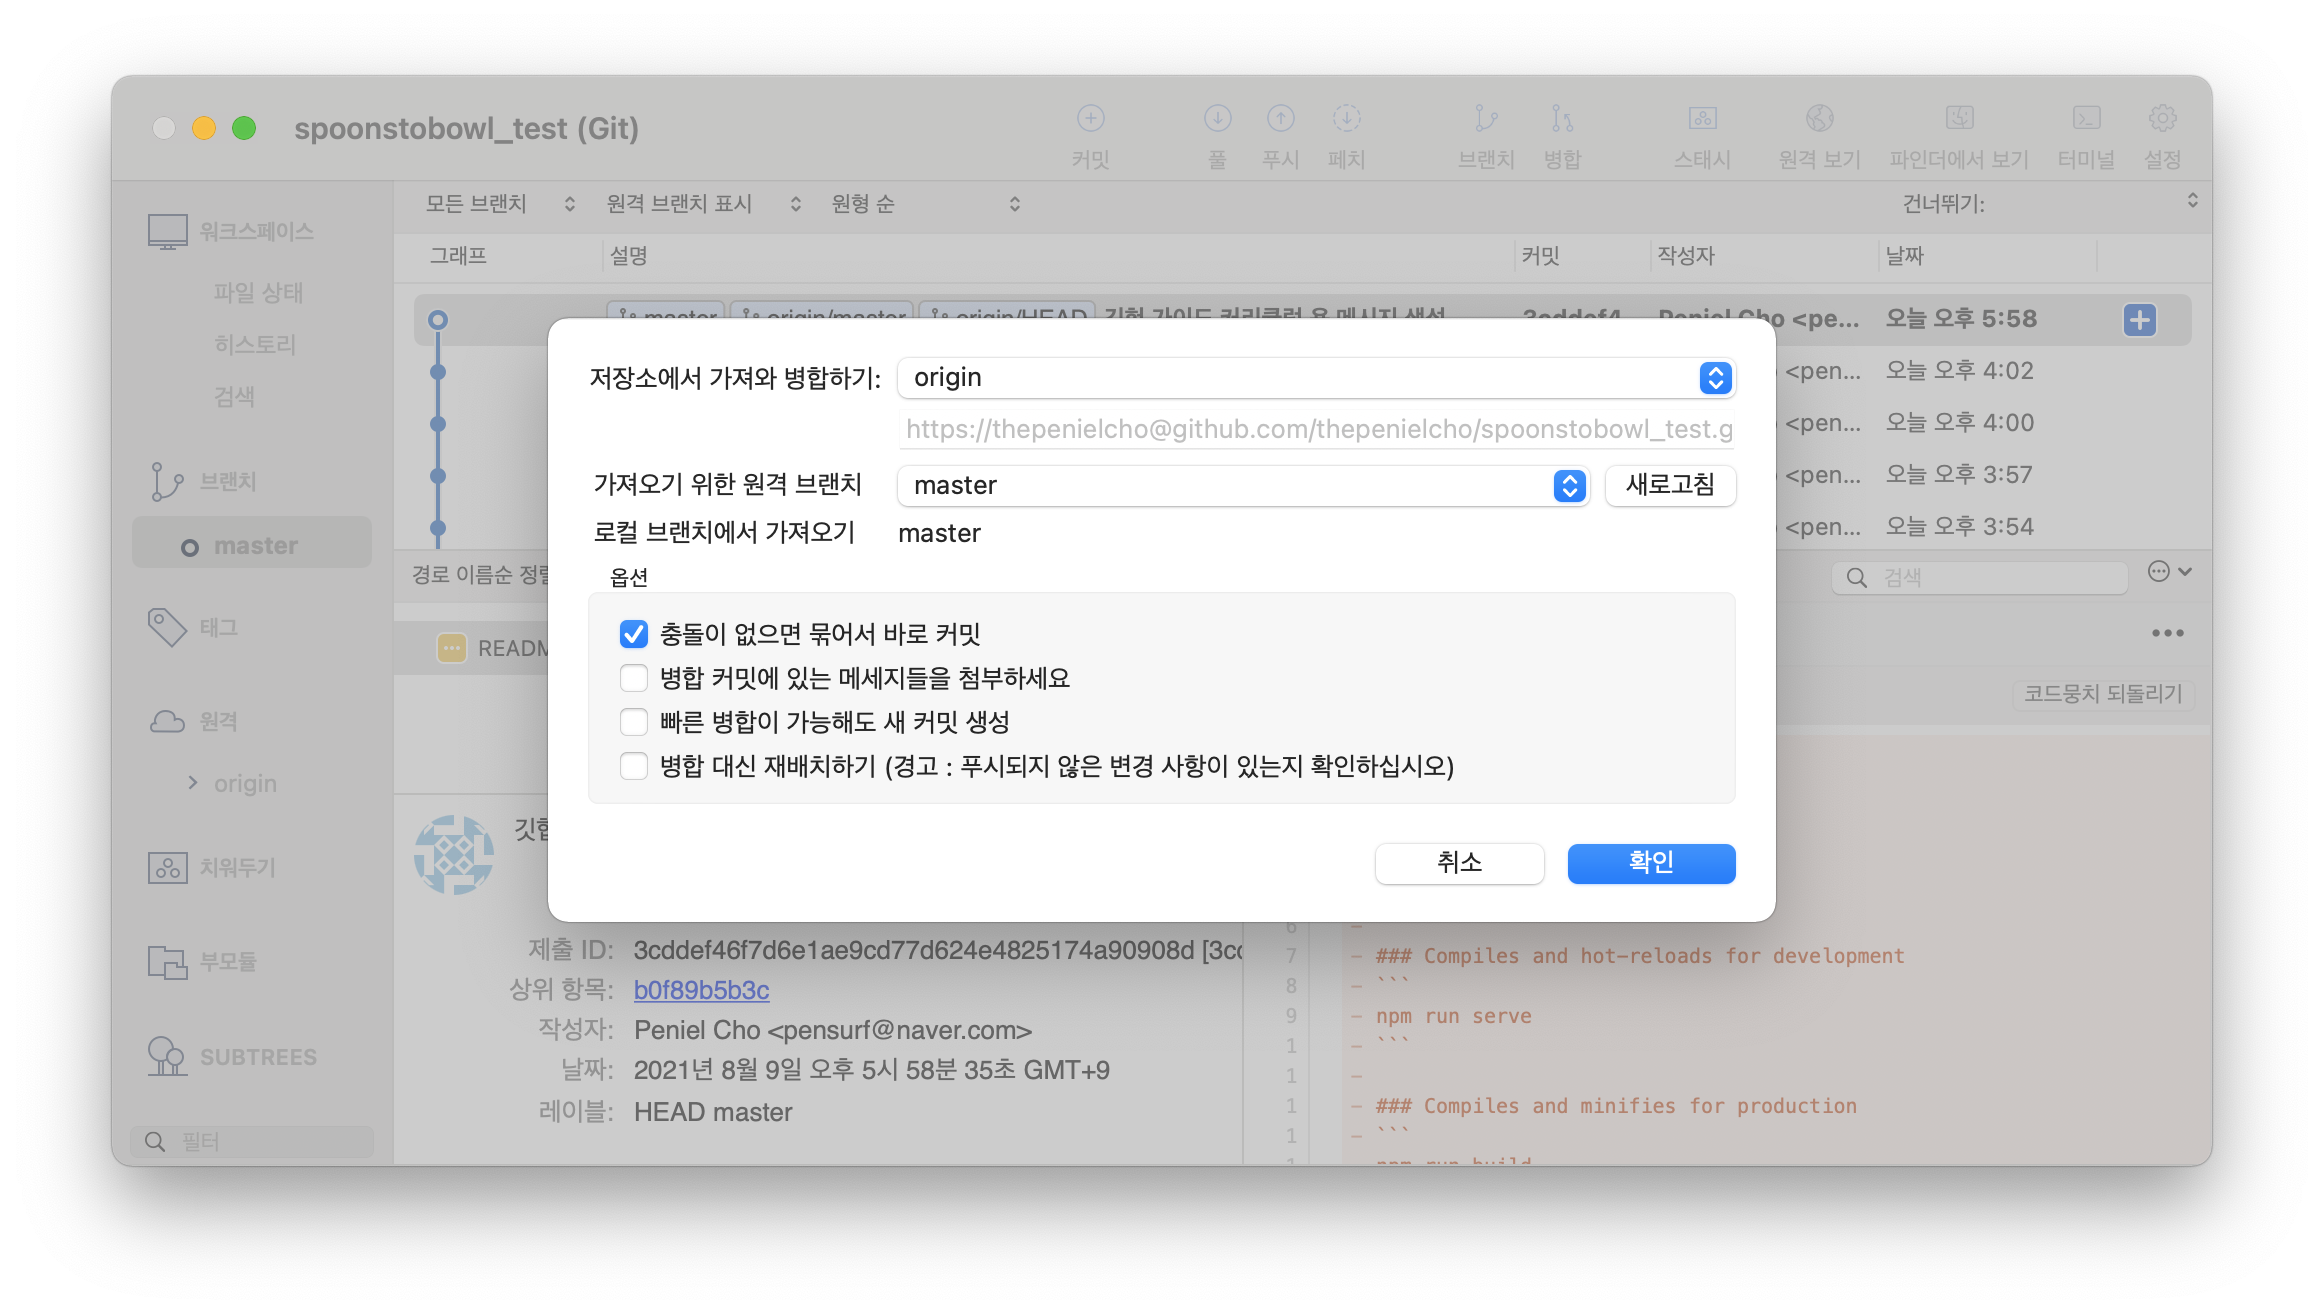 spoonstobowl_test (Git)
커밋
풀
푸시
페치
브랜치
병합
스태시
원격 보기
파인더에서 보기
터미널
설정
모든 브랜치
원격 브랜치 표시
원형 순
건너뛰기:
그래프
설명
커밋
작성자
날짜
master
origin/master
origin/HEAD
깃헙 가이드 커리큘럼 용 메시지 생성
3cddef4
Peniel Cho <pe...
오늘 오후 5:58
<pen...
오늘 오후 4:02
<pen...
오늘 오후 4:00
<pen...
오늘 오후 3:57
<pen...
오늘 오후 3:54
워크스페이스
파일 상태
히스토리
검색
브랜치
master
태그
원격
origin
치워두기
부모듈
SUBTREES
필터
저장소에서 가져와 병합하기:
origin
https://thepenielcho@github.com/thepenielcho/spoonstobowl_test.g
가져오기 위한 원격 브랜치
master
새로고침
로컬 브랜치에서 가져오기
master
옵션
충돌이 없으면 묶어서 바로 커밋
병합 커밋에 있는 메세지들을 첨부하세요
빠른 병합이 가능해도 새 커밋 생성
병합 대신 재배치하기 (경고 : 푸시되지 않은 변경 사항이 있는지 확인하십시오)
취소
확인
경로 이름순 정렬
검색
READM
코드뭉치 되돌리기
깃헙
제출 ID:
3cddef46f7d6e1ae9cd77d624e4825174a90908d [3cc
상위 항목:
b0f89b5b3c
작성자:
Peniel Cho <pensurf@naver.com>
날짜:
2021년 8월 9일 오후 5시 58분 35초 GMT+9
레이블:
HEAD master
6 -
7 - ### Compiles and hot-reloads for development
8 - ```
9 - npm run serve
1 - ```
1 -
1 - ### Compiles and minifies for production
1 - ```
1 npm run build